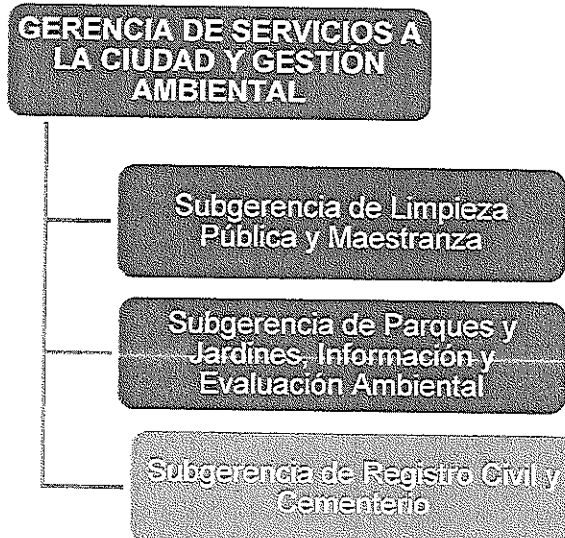 GERENCIA DE SERVICIOS A
LA CIUDAD Y GESTIÓN
AMBIENTAL
Subgerencia de Limpieza
Pública y Maestranza
Subgerencia de Parques y
Jardines, Información y
Evaluación Ambiental
Subgerencia de Registro Civil y
Cementerio